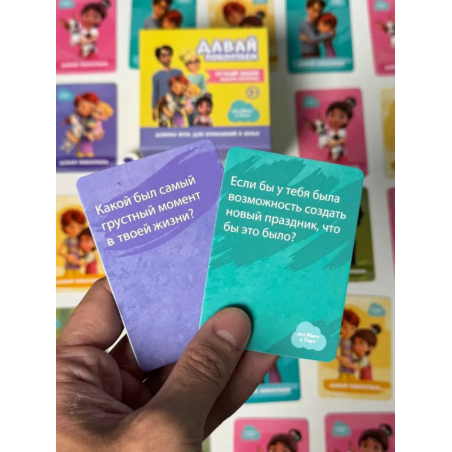 ДАВАЙ
ПОБОЛТАЕМ
Какой был самый
грустный момент
в твоей жизни?
Если бы у тебя была
возможность создать
новый праздник, что
бы это было?